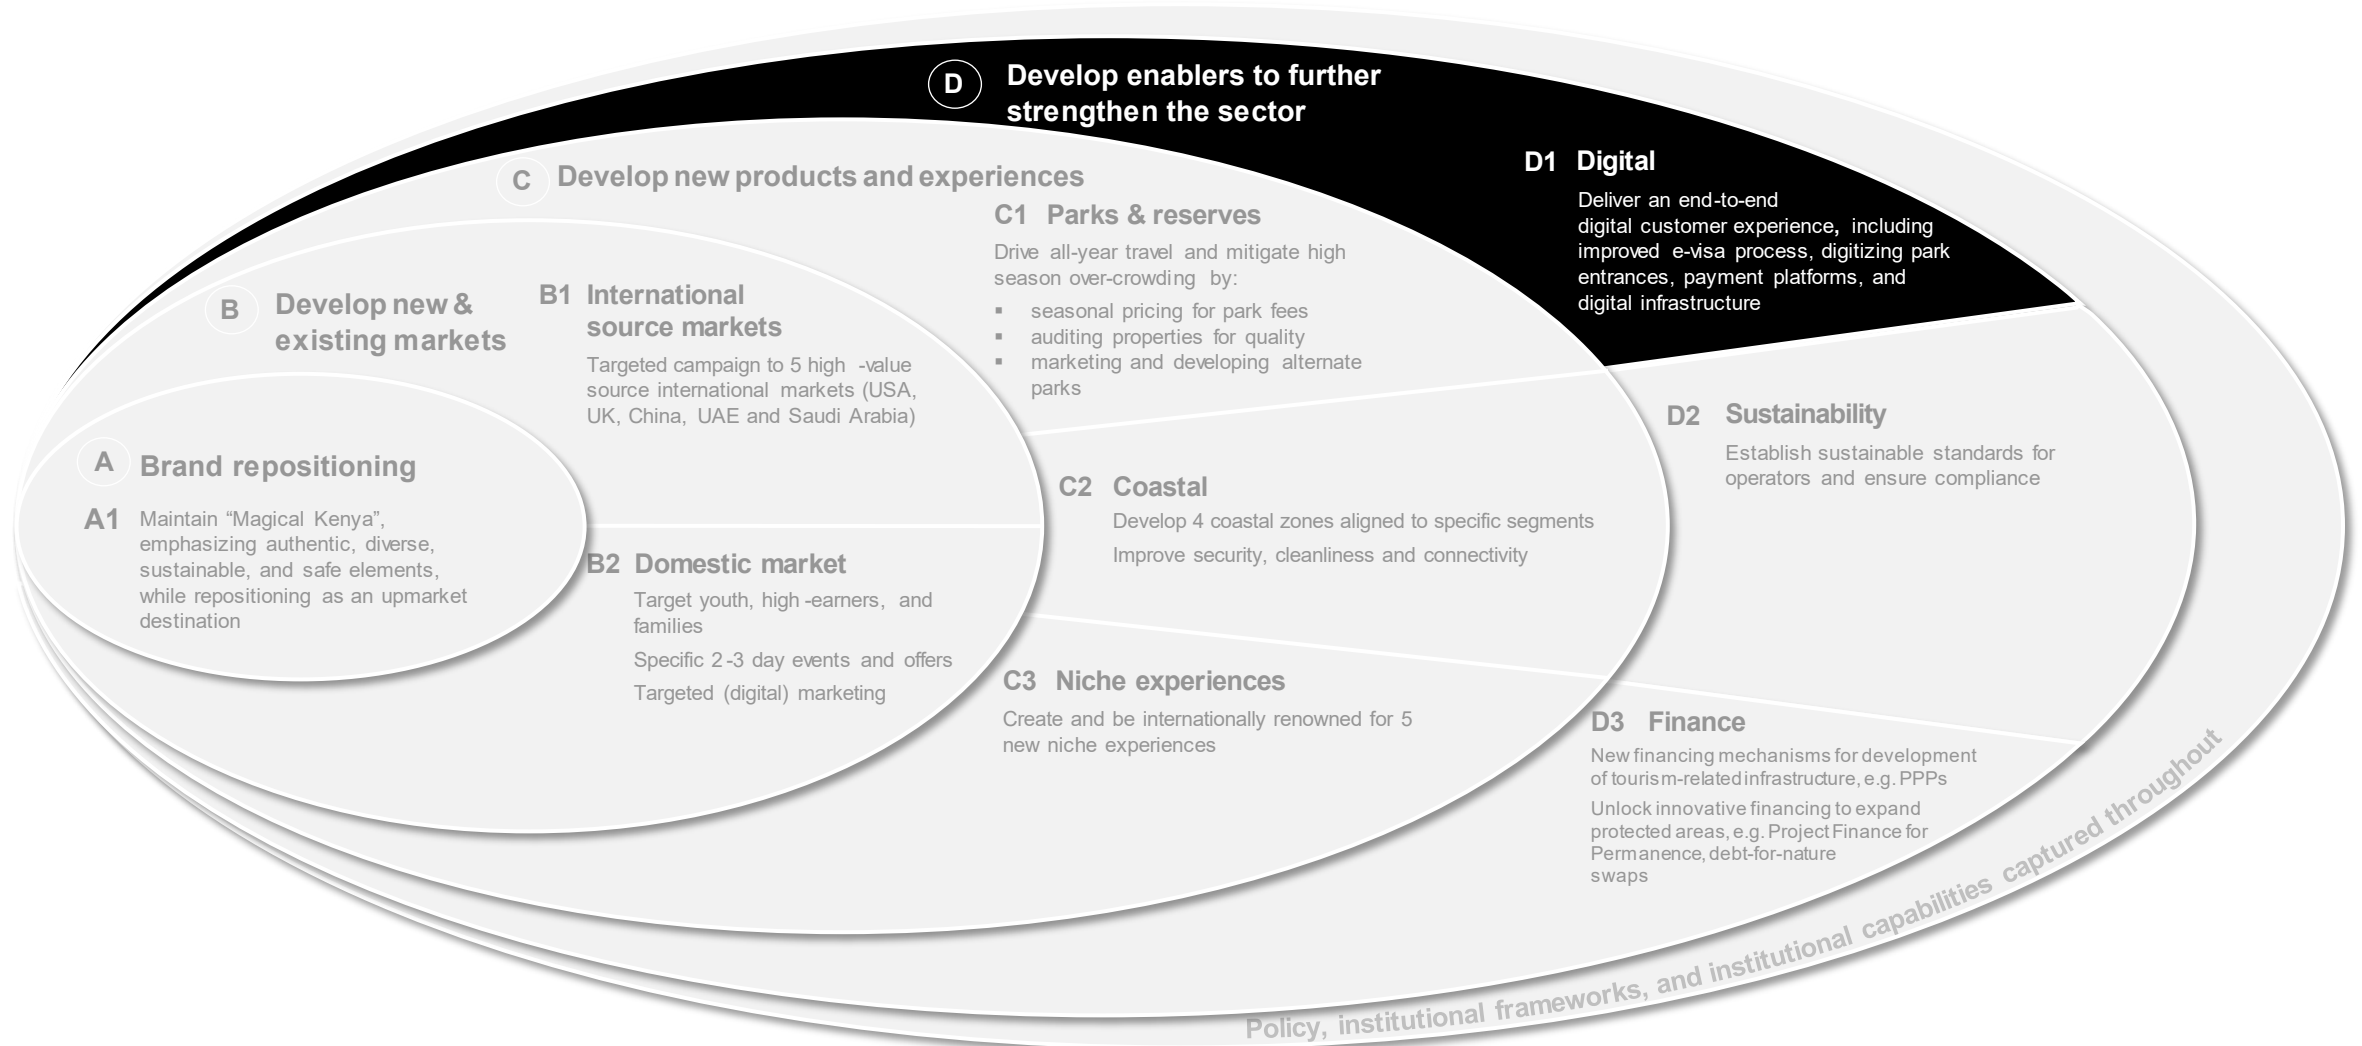 D Develop enablers to further
strengthen the sector
D1 Digital
Deliver an end-to-end
digital customer experience, including
improved e-visa process, digitizing park
entrances, payment platforms, and
digital infrastructure
C Develop new products and experiences
C1 Parks & reserves
Drive all-year travel and mitigate high
season over-crowding by:
▪ seasonal pricing for park fees
▪ auditing properties for quality
▪ marketing and developing alternate
parks
B Develop new &
existing markets
B1 International
source markets
Targeted campaign to 5 high -value
source international markets (USA,
UK, China, UAE and Saudi Arabia)
A Brand repositioning
A1 Maintain “Magical Kenya”,
emphasizing authentic, diverse,
sustainable, and safe elements,
while repositioning as an upmarket
destination
B2 Domestic market
Target youth, high -earners, and
families
Specific 2 -3 day events and offers
Targeted (digital) marketing
C2 Coastal
Develop 4 coastal zones aligned to specific segments
Improve security, cleanliness and connectivity
C3 Niche experiences
Create and be internationally renowned for 5
new niche experiences
D2 Sustainability
Establish sustainable standards for
operators and ensure compliance
D3 Finance
New financing mechanisms for development
of tourism-related infrastructure, e.g. PPPs
Unlock innovative financing to expand
protected areas, e.g. Project Finance for
Permanence, debt-for-nature
swaps
Policy, institutional frameworks, and institutional capabilities captured throughout